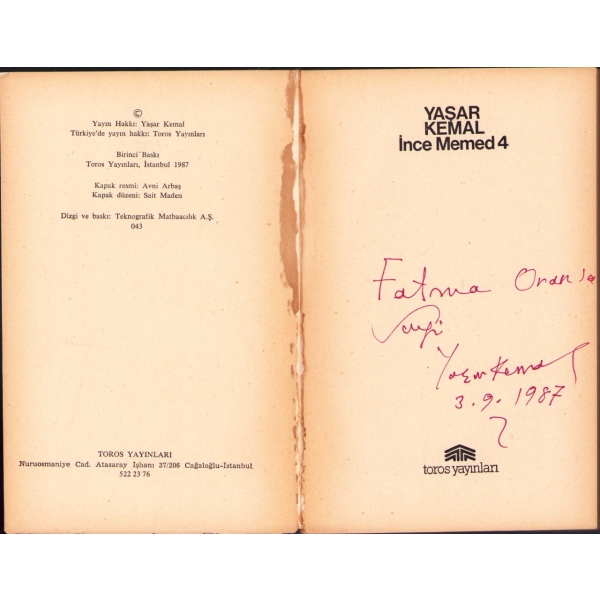 ©
Yayın Hakkı: Yaşar Kemal
Türkiye'de yayın hakkı: Toros Yayınları
Birinci Baskı
Toros Yayınları, İstanbul 1987
Kapak resmi: Avni Arbaş
Kapak düzeni: Sait Maden
Dizgi ve baskı: Teknografik Matbaacılık A.Ş.
043
TOROS YAYINLARI
Nuruosmaniye Cad. Atasaray İşhanı 37/206 Cağaloğlu-İstanbul
522 23 76
YAŞAR
KEMAL
İnce Memed 4
Fatma
Yaşar Kemal
3.9.1987
toros yayınları